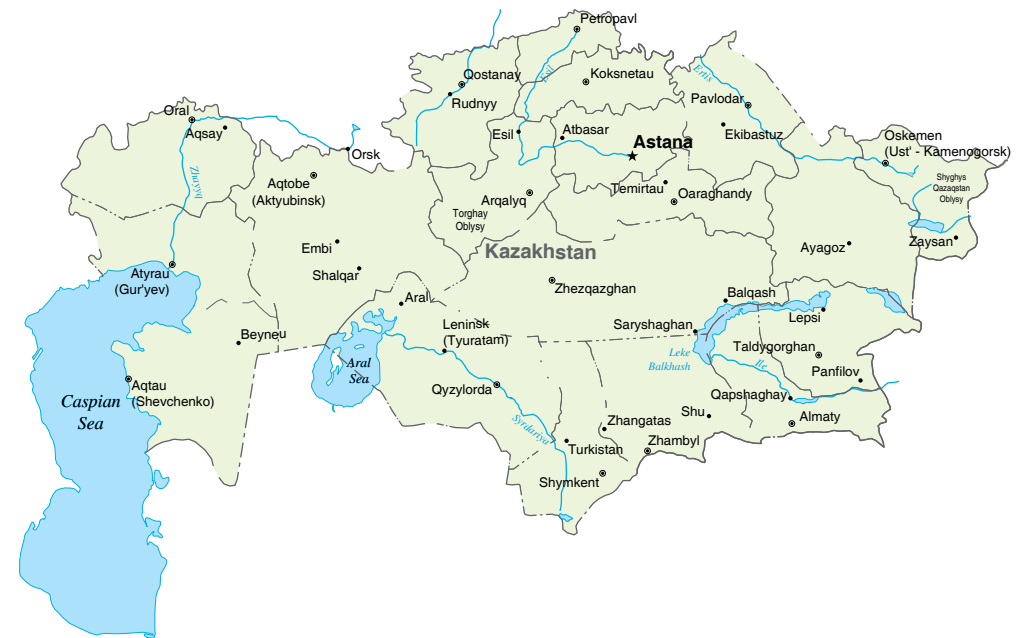 Petropavl
Qostanay
Koksnetau
Esil
Ertis
Rudnyy
Pavlodar
Oral
Aqsay
Esil
Atbasar
Astana
Ekibastuz
Oskemen
(Ust' - Kamenogorsk)
Orsk
Zhayyq
Aqtobe
(Aktyubinsk)
Arqalyq
Temirtau
Oaraghandy
Shyghys
Qazaqstan
Oblysy
Torghay
Oblysy
Embi
Kazakhstan
Ayagoz
Zaysan
Atyrau
(Gur'yev)
Shalqar
Zhezqazghan
Aral
Balqash
Lepsi
Leninsk
(Tyuratam)
Saryshaghan
Beyneu
Taldygorghan
Aral
Sea
Leke
Balkhash
Ile
Panfilov
Aqtau
(Shevchenko)
Qyzylorda
Qapshaghay
Caspian
Sea
Syrdariya
Zhangatas
Shu
Almaty
Turkistan
Zhambyl
Shymkent